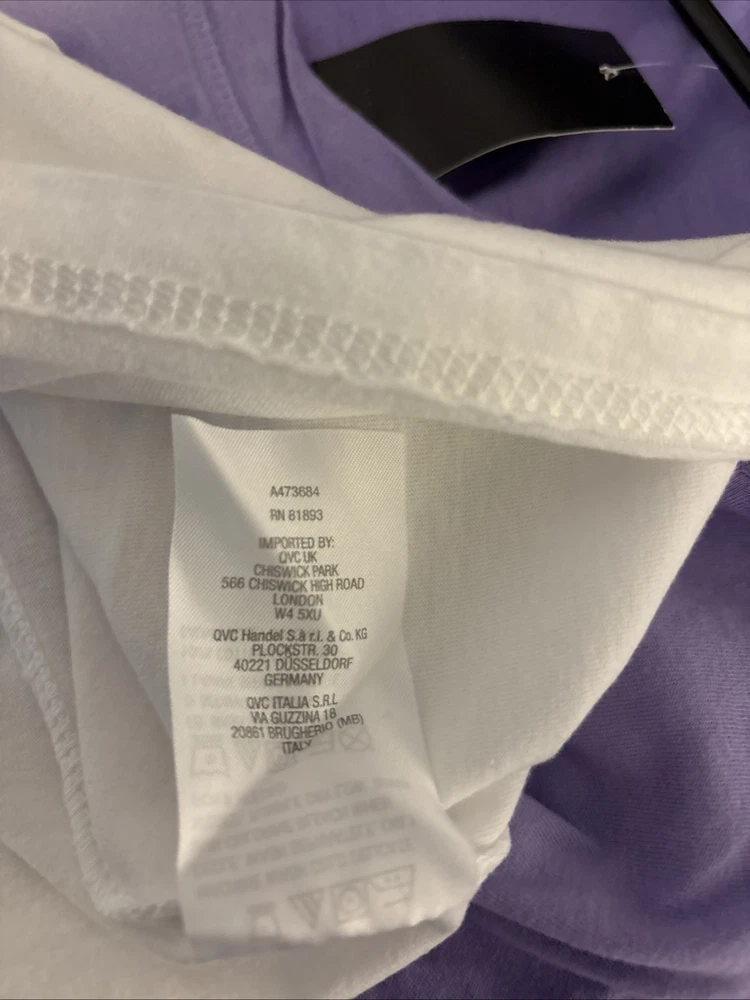 A473684
RN 81893
IMPORTED BY:
QVC UK
CHISWICK PARK
566 CHISWICK HIGH ROAD
LONDON
W4 5XU
QVC Handel S.à r.l. & Co. KG
PLOCKSTR. 30
40221 DÜSSELDORF
GERMANY
QVC ITALIA S.R.L
VIA GUZZINA 18
20861 BRUGHERIO (MB)
ITALY